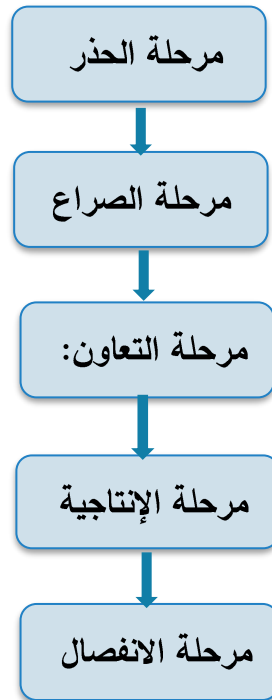 مرحلة الحذر
مرحلة الصراع
مرحلة التعاون:
مرحلة الإنتاجية
مرحلة الانفصال